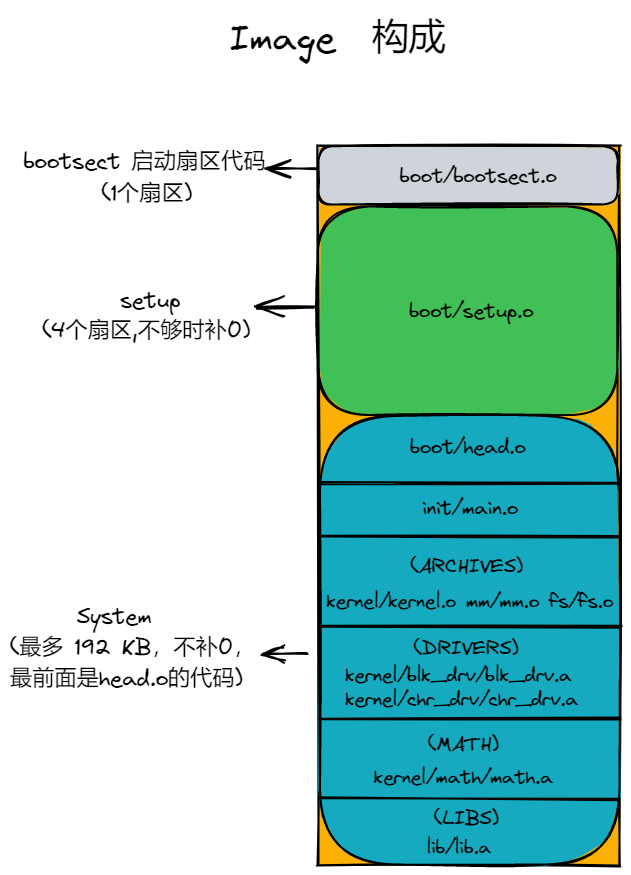 Image 构成
bootsect 启动扇区代码
(1个扇区)
boot/bootsect.o
setup
(4个扇区,不够时补0)
boot/setup.o
boot/head.o
init/main.o
(ARCHIVES)
kernel/kernel.o mm/mm.o fs/fs.o
System
(最多 192 KB，不补0，
最前面是head.o的代码)
(DRIVERS)
kernel/blk_drv/blk_drv.a
kernel/chr_drv/chr_drv.a
(MATH)
kernel/math/math.a
(LIBS)
lib/lib.a